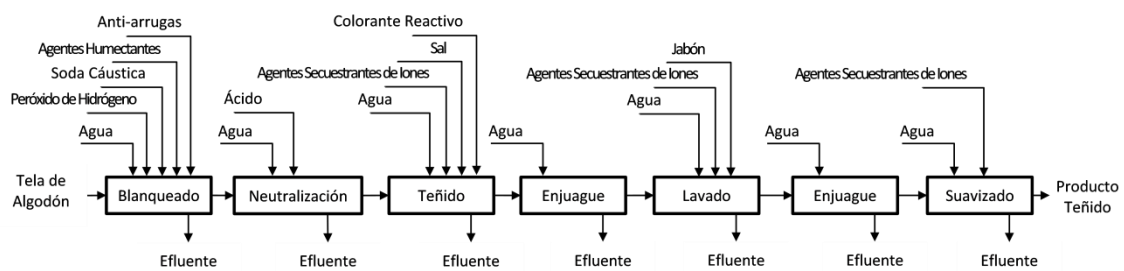 Anti-arrugas
Colorante Reactivo
Agentes Humectantes
Sal
Jabón
Soda Cáustica
Agentes Secuestrantes de Iones
Agentes Secuestrantes de Iones
Agentes Secuestrantes de Iones
Peróxido de Hidrógeno
Ácido
Agua
Agua
Agua
Agua
Agua
Agua
Agua
Tela de
Algodón
Blanqueado
Neutralización
Teñido
Enjuague
Lavado
Enjuague
Suavizado
Producto
Teñido
Efluente
Efluente
Efluente
Efluente
Efluente
Efluente
Efluente